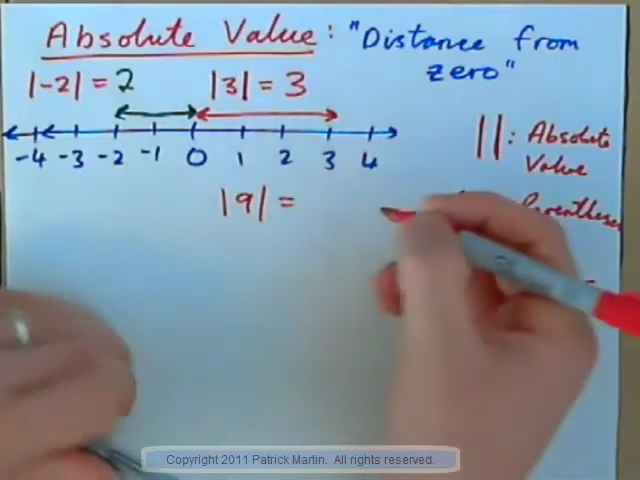 Absolute Value: "Distance from
zero"
|-2| = 2 |3| = 3
-4 -3 -2 -1 0 1 2 3 4
||: Absolute
Value
Parentheses
|9| =
Copyright 2011 Patrick Martin. All rights reserved.